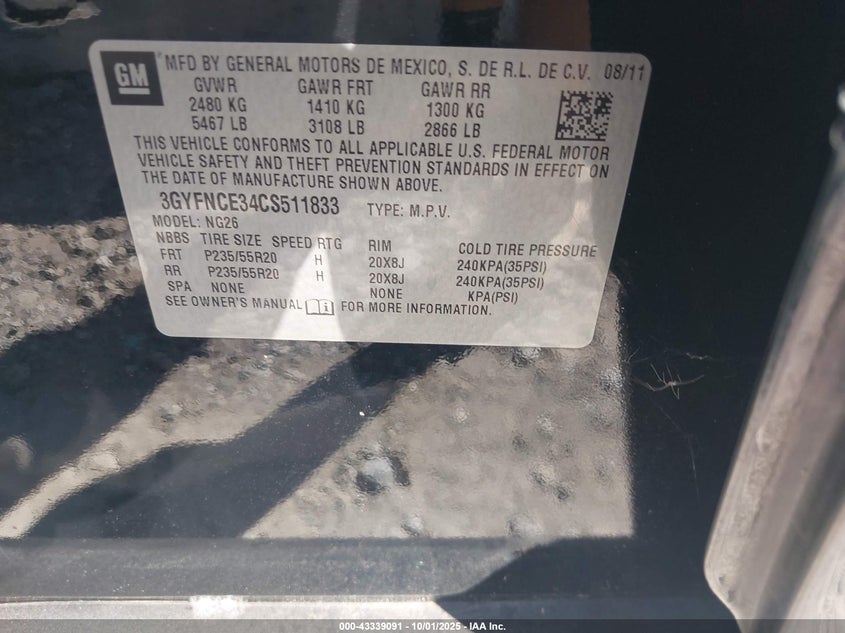 GM
MFD BY GENERAL MOTORS DE MEXICO, S. DE R.L. DE C.V. 08/11
GVWR GAWR FRT GAWR RR
2480 KG 1410 KG 1300 KG
5467 LB 3108 LB 2866 LB
THIS VEHICLE CONFORMS TO ALL APPLICABLE U.S. FEDERAL MOTOR
VEHICLE SAFETY AND THEFT PREVENTION STANDARDS IN EFFECT ON
THE DATE OF MANUFACTURE SHOWN ABOVE.
3GYFNCE34CS511833 TYPE: M.P.V.
MODEL: NG26
NBBS TIRE SIZE SPEED RTG RIM COLD TIRE PRESSURE
FRT P235/55R20 H 20X8J 240KPA(35PSI)
RR P235/55R20 H 20X8J 240KPA(35PSI)
SPA NONE NONE KPA(PSI)
SEE OWNER'S MANUAL FOR MORE INFORMATION.
000-43339091 - 10/01/2025 - IAA Inc.